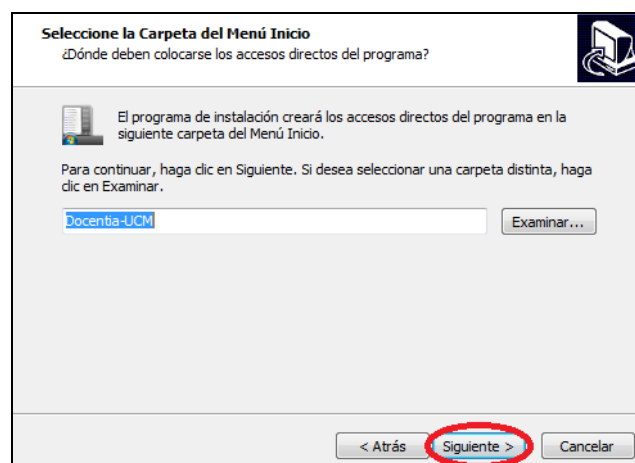 Seleccione la Carpeta del Menú Inicio
¿Dónde deben colocarse los accesos directos del programa?
El programa de instalación creará los accesos directos del programa en la
siguiente carpeta del Menú Inicio.
Para continuar, haga clic en Siguiente. Si desea seleccionar una carpeta distinta, haga
clic en Examinar.
Docentia-UCM
Examinar...
< Atrás
Siguiente >
Cancelar